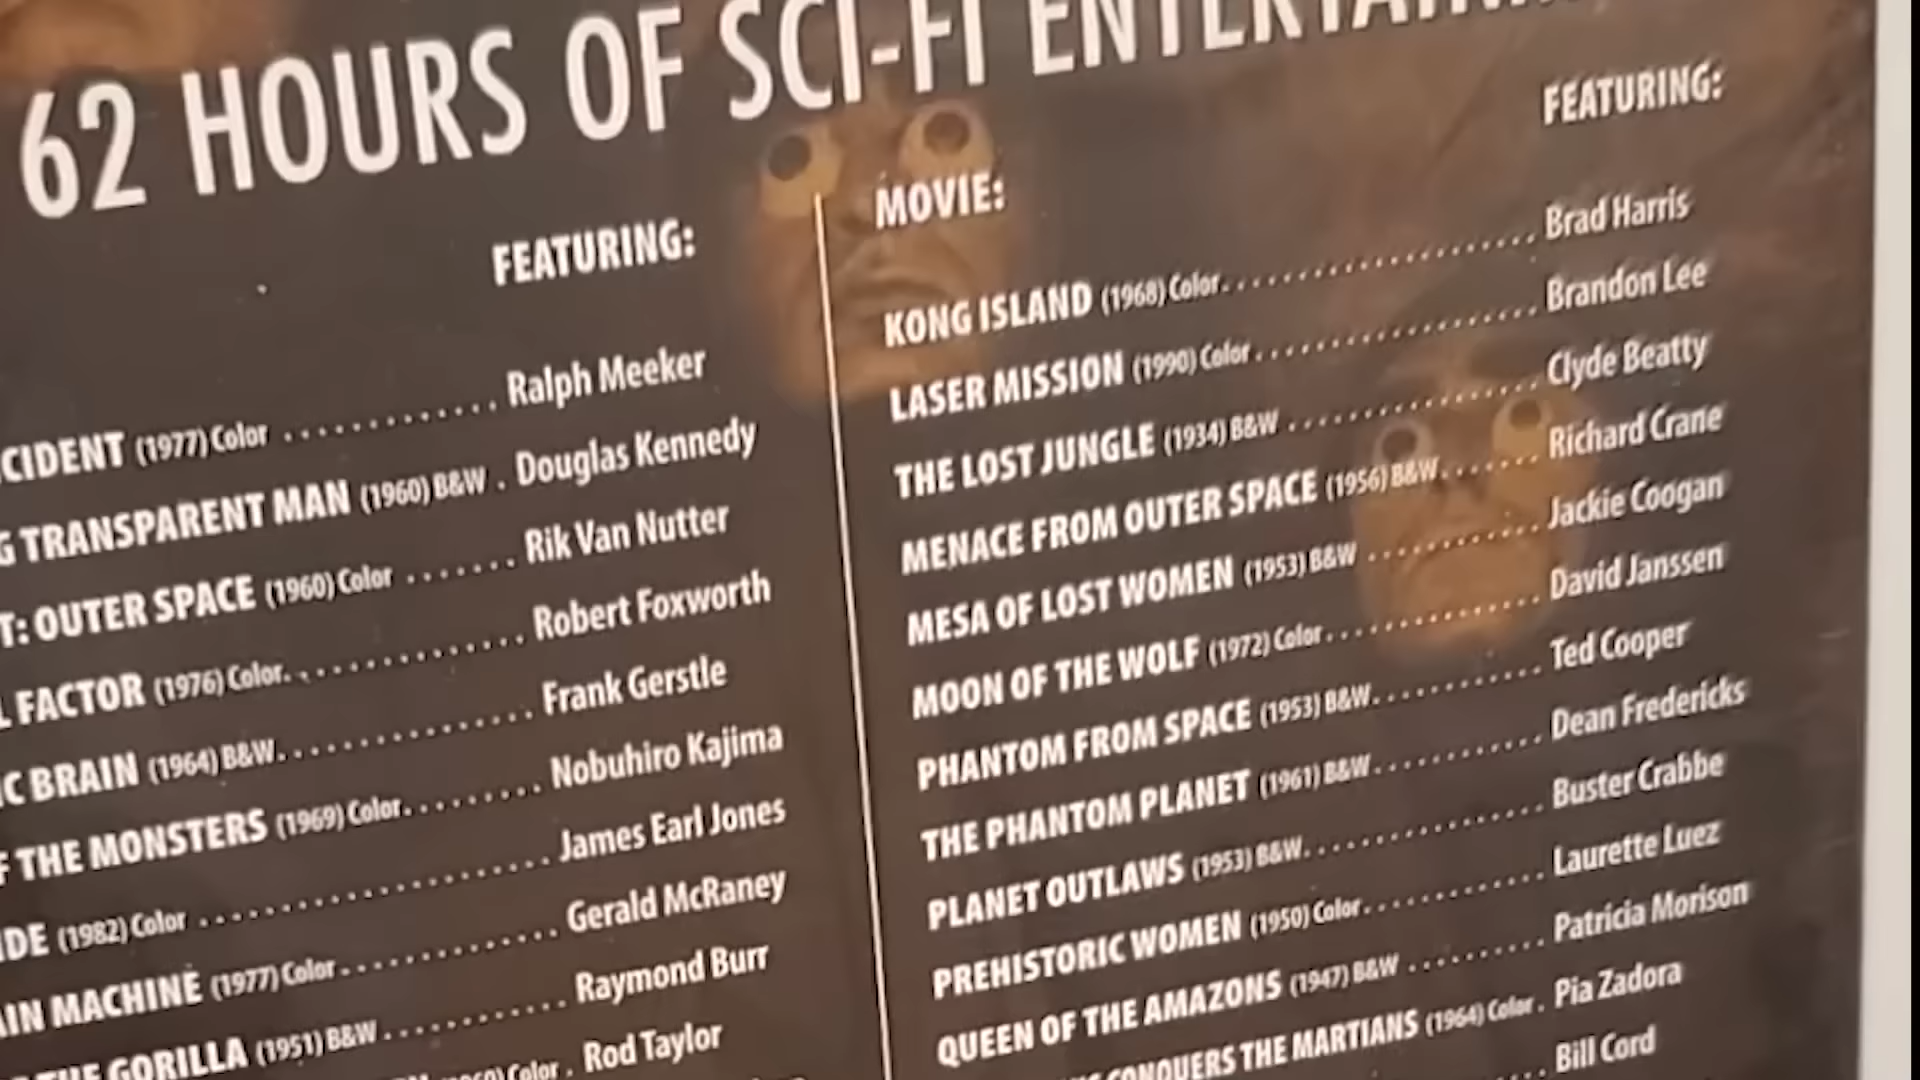 62 HOURS OF SCI-FI
FEATURING:
CIDENT (1977) Color ............ Ralph Meeker
G TRANSPARENT MAN (1960) B&W . Douglas Kennedy
T: OUTER SPACE (1960) Color ....... Rik Van Nutter
L FACTOR (1976) Color.............. Robert Foxworth
IC BRAIN (1964) B&W................ Frank Gerstle
F THE MONSTERS (1969) Color......... Nobuhiro Kajima
IDE (1982) Color ...................... James Earl Jones
AIN MACHINE (1977) Color............. Gerald McRaney
THE GORILLA (1951) B&W........... Raymond Burr
Color . Rod Taylor
MOVIE: FEATURING:
KONG ISLAND (1968) Color....................... Brad Harris
LASER MISSION (1990) Color.................... Brandon Lee
THE LOST JUNGLE (1934) B&W .................. Clyde Beatty
MENACE FROM OUTER SPACE (1956) B&W....... Richard Crane
MESA OF LOST WOMEN (1953) B&W ............ Jackie Coogan
MOON OF THE WOLF (1972) Color............... David Janssen
PHANTOM FROM SPACE (1953) B&W............ Ted Cooper
THE PHANTOM PLANET (1961) B&W............ Dean Fredericks
PLANET OUTLAWS (1953) B&W................. Buster Crabbe
PREHISTORIC WOMEN (1950) Color............. Laurette Luez
QUEEN OF THE AMAZONS (1947) B&W ......... Patricia Morison
CONQUERS THE MARTIANS (1964) Color . Pia Zadora
Bill Cord